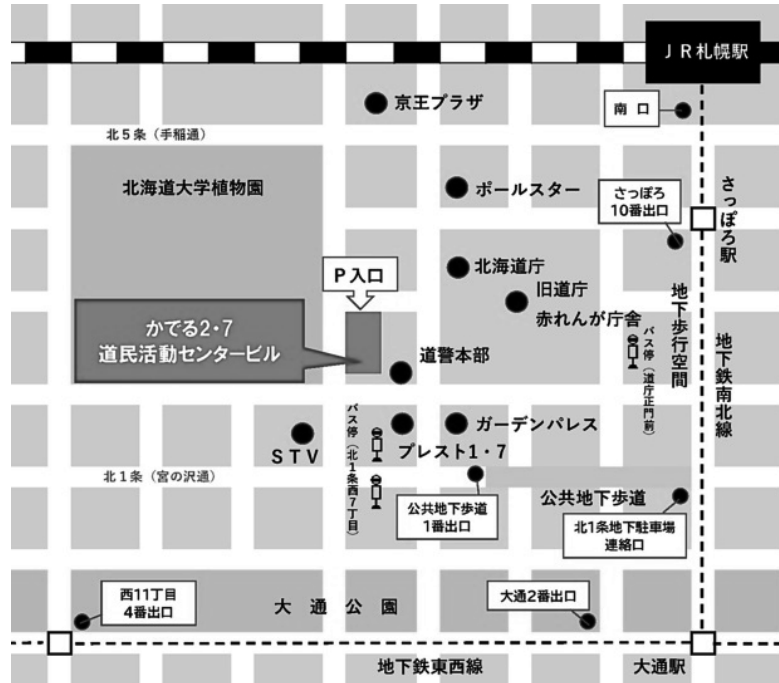 JR札幌駅
京王プラザ
南 口
北5条（手稲通）
北海道大学植物園
ポールスター
さっぽろ
10番出口
さっぽろ駅
P入口
北海道庁
旧道庁
赤れんが庁舎
かでる2・7
道民活動センタービル
道警本部
地下歩行空間
バス停（道庁正門前）
地下鉄南北線
STV
バス停（北1条西7丁目）
プレスト1・7
ガーデンパレス
北1条（宮の沢通）
公共地下歩道
1番出口
公共地下歩道
北1条地下駐車場
連絡口
西11丁目
4番出口
大 通 公 園
大通2番出口
地下鉄東西線
大通駅